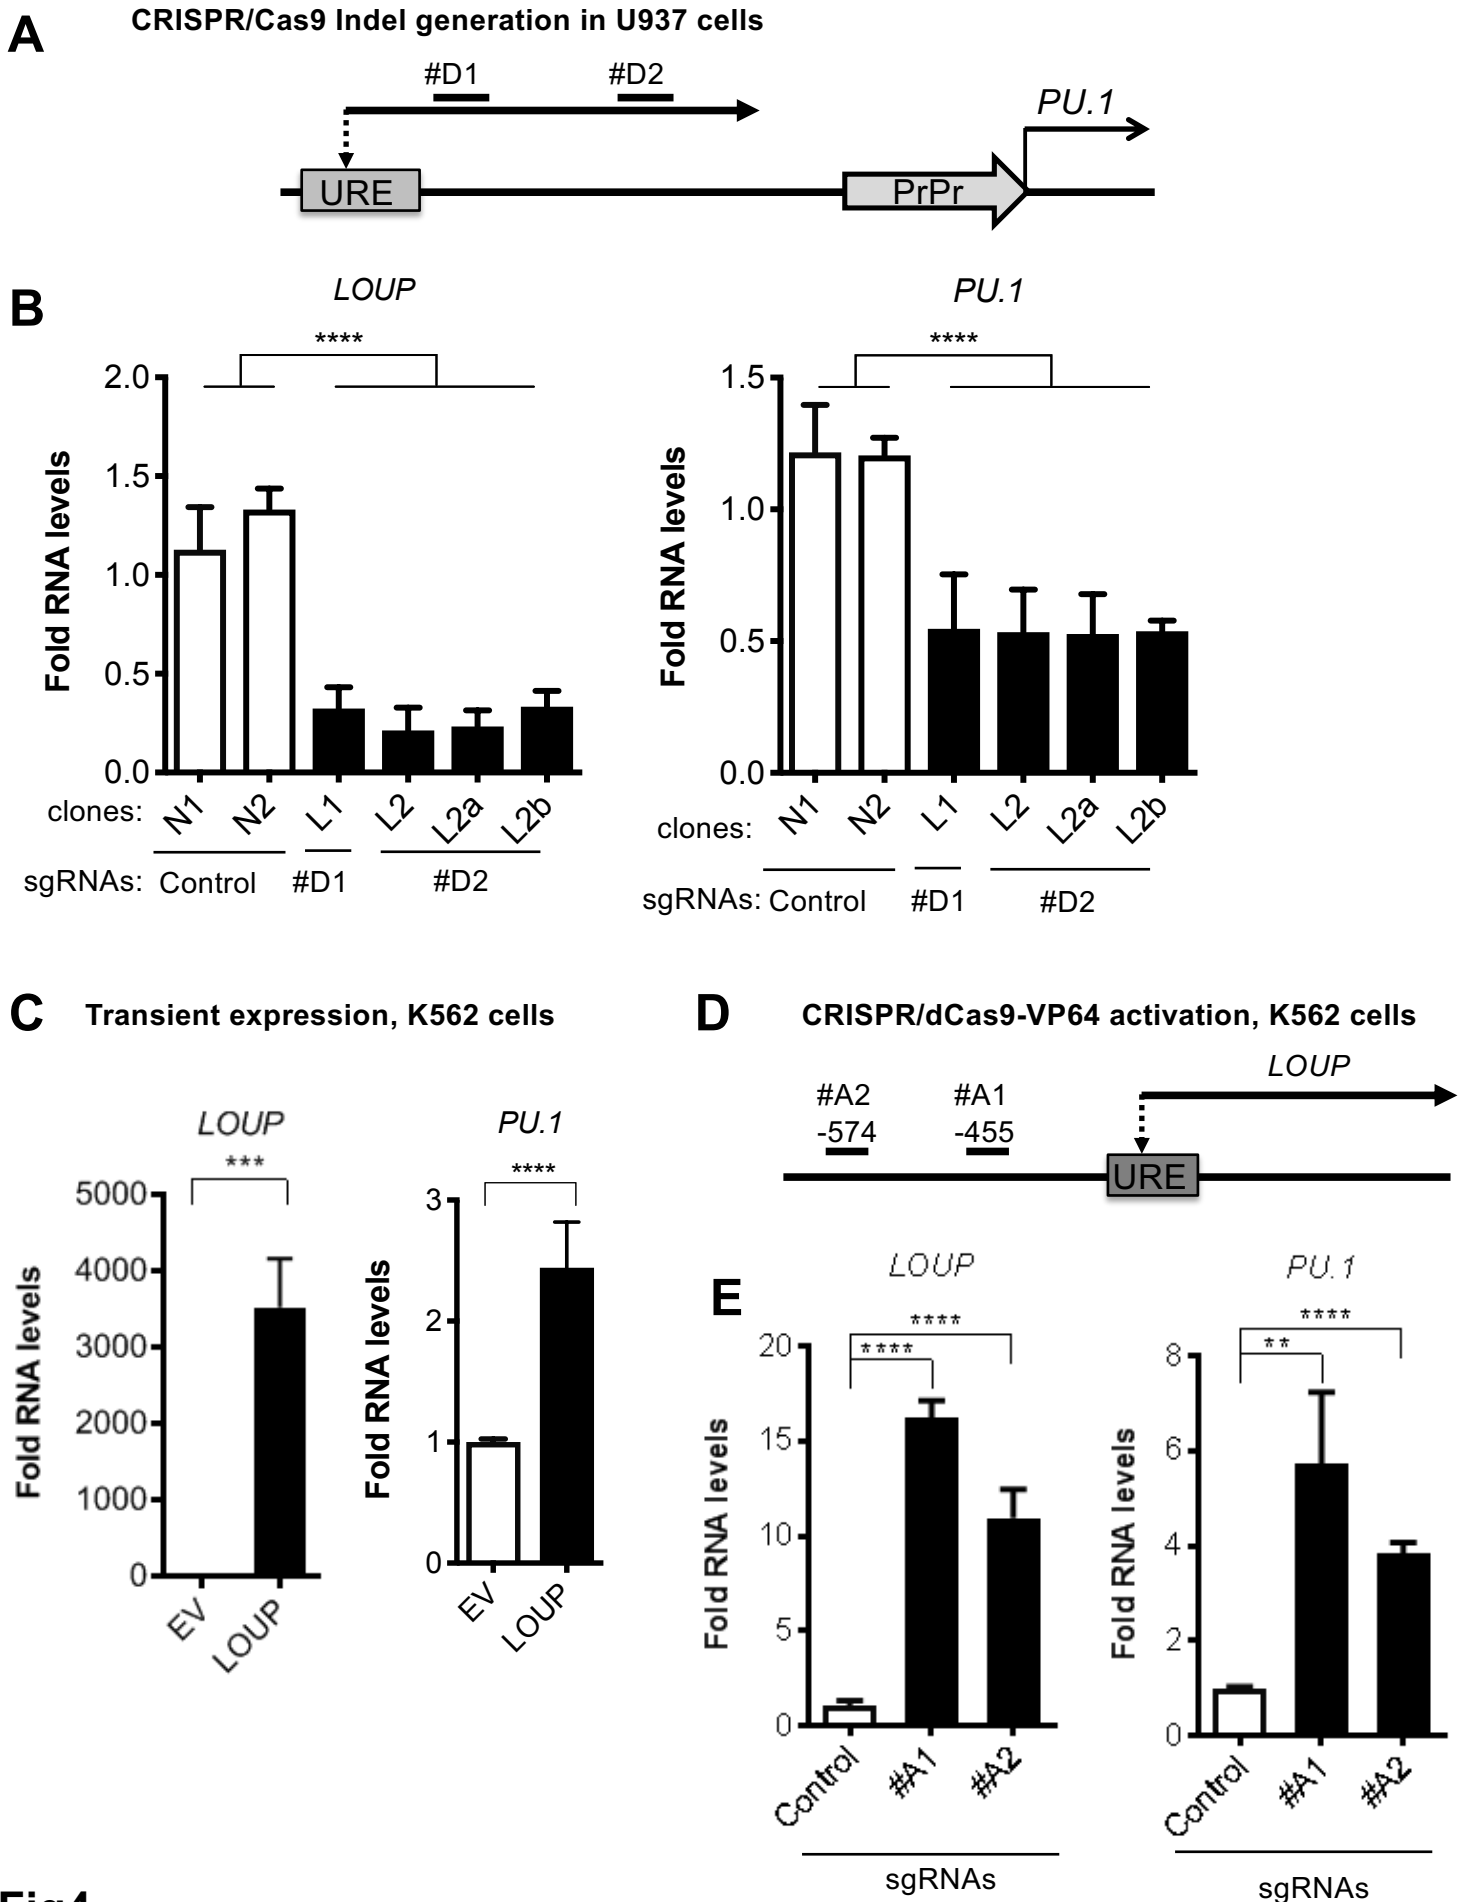 A
CRISPR/Cas9 Indel generation in U937 cells
#D1
#D2
PU.1
URE
PrPr
B
LOUP
****
Fold RNA levels
2.0
1.5
1.0
0.5
0.0
clones:
N1
N2
L1
L2
L2a
L2b
sgRNAs:
Control
#D1
#D2
PU.1
****
Fold RNA levels
1.5
1.0
0.5
0.0
clones:
N1
N2
L1
L2
L2a
L2b
sgRNAs:
Control
#D1
#D2
C
Transient expression, K562 cells
LOUP
***
Fold RNA levels
5000
4000
3000
2000
1000
0
EV
LOUP
PU.1
****
Fold RNA levels
3
2
1
0
EV
LOUP
D
CRISPR/dCas9-VP64 activation, K562 cells
LOUP
#A2
-574
#A1
-455
URE
E
LOUP
****
****
Fold RNA levels
20
15
10
5
0
Control
#A1
#A2
sgRNAs
PU.1
****
**
Fold RNA levels
8
6
4
2
0
Control
#A1
#A2
sgRNAs
Fig4